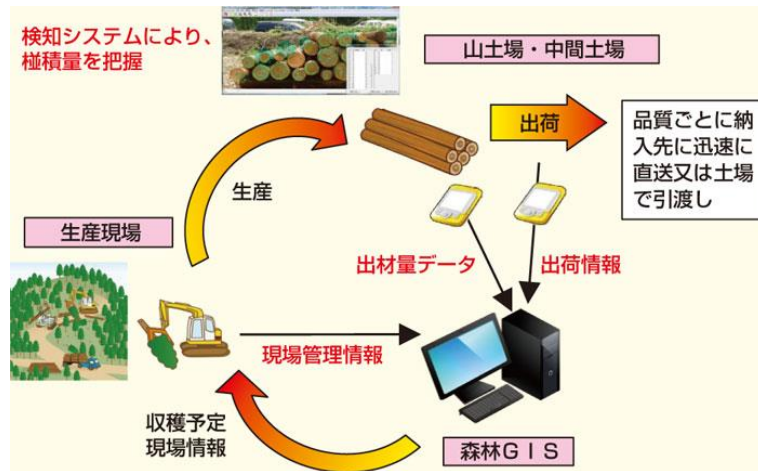 検知システムにより、
椪積量を把握
山土場・中間土場
出荷
品質ごとに納
入先に迅速に
直送又は土場
で引渡し
生産
生産現場
出材量データ
出荷情報
現場管理情報
収穫予定
現場情報
森林GIS